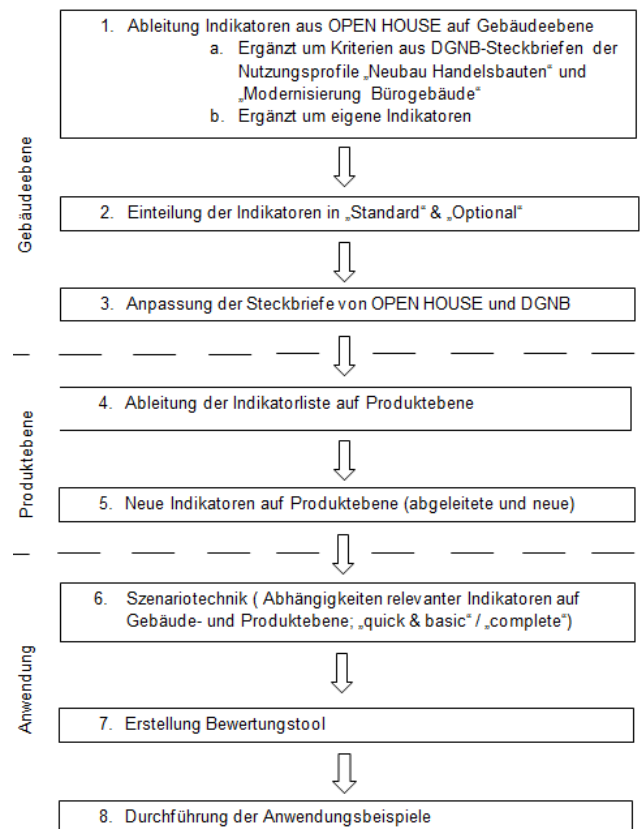 1. Ableitung Indikatoren aus OPEN HOUSE auf Gebäudeebene
a. Ergänzt um Kriterien aus DGNB-Steckbriefen der
Nutzungsprofile „Neubau Handelsbauten“ und
„Modernisierung Bürogebäude“
b. Ergänzt um eigene Indikatoren
Gebäudeebene
2. Einteilung der Indikatoren in „Standard“ & „Optional“
3. Anpassung der Steckbriefe von OPEN HOUSE und DGNB
4. Ableitung der Indikatorliste auf Produktebene
Produktebene
5. Neue Indikatoren auf Produktebene (abgeleitete und neue)
6. Szenariotechnik ( Abhängigkeiten relevanter Indikatoren auf
Gebäude- und Produktebene; „quick & basic“ / „complete“)
Anwendung
7. Erstellung Bewertungstool
8. Durchführung der Anwendungsbeispiele